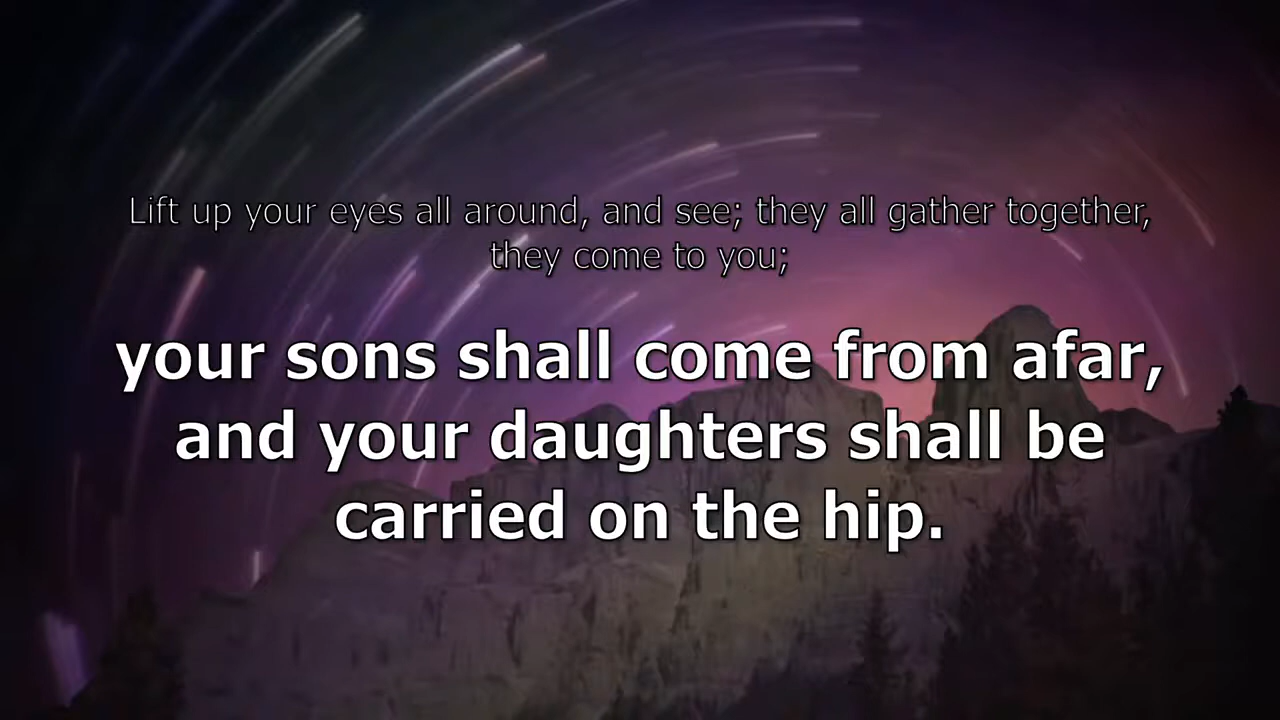 Lift up your eyes all around, and see; they all gather together,
they come to you;
your sons shall come from afar,
and your daughters shall be
carried on the hip.